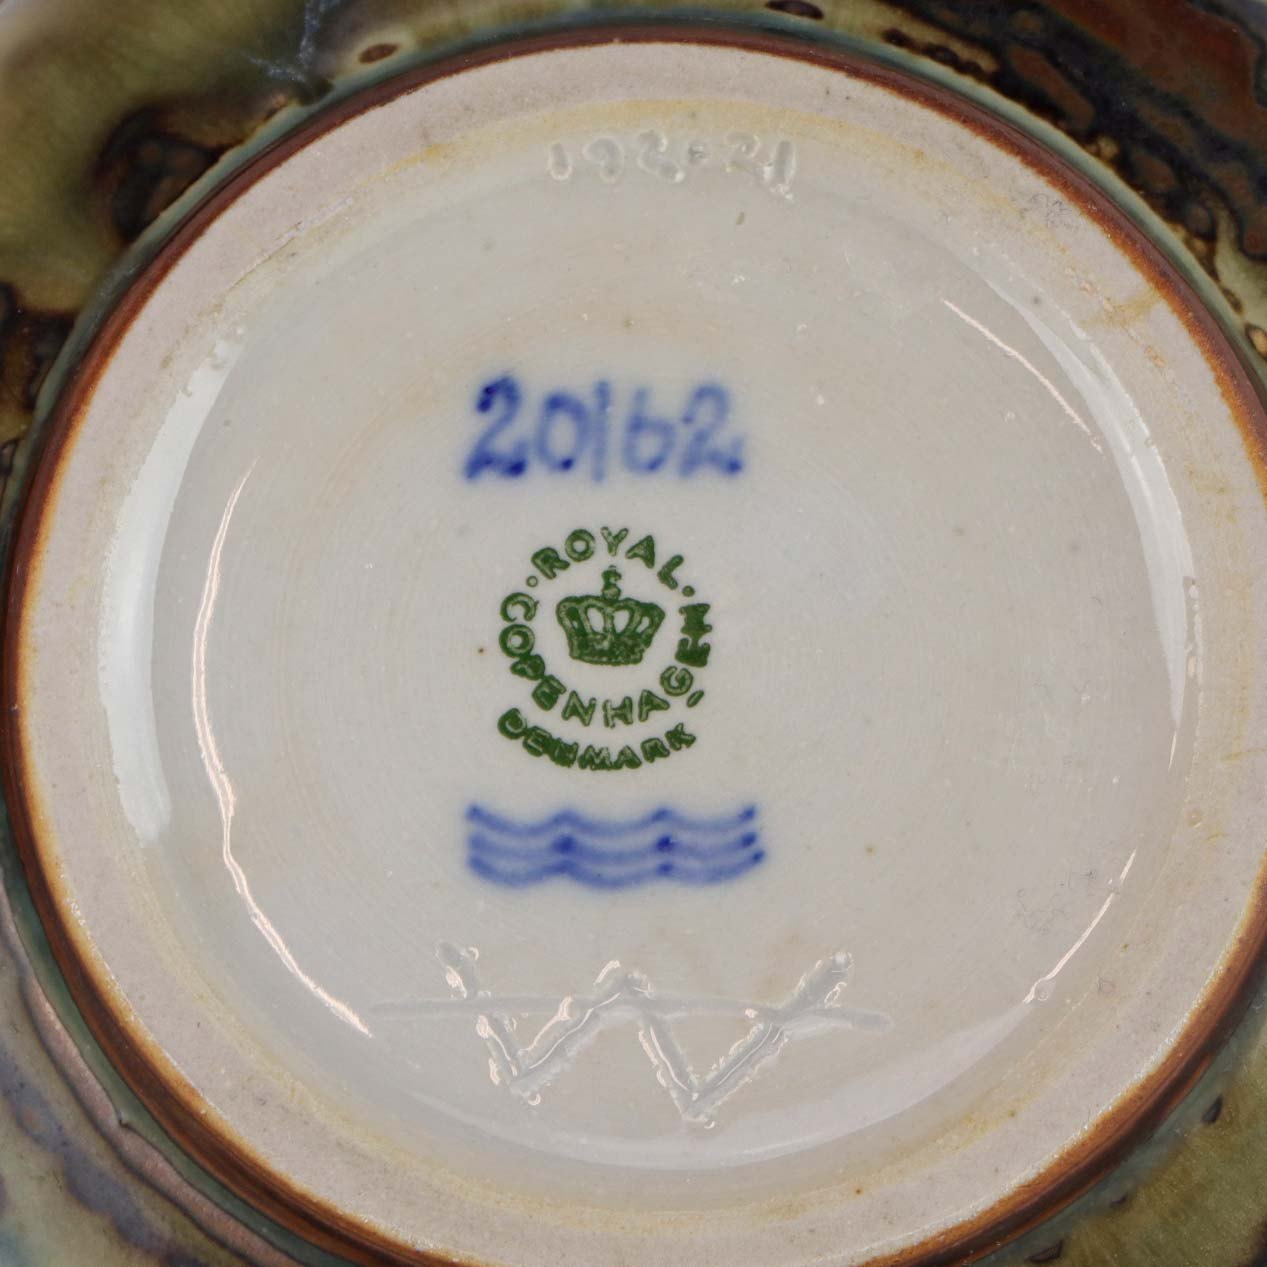 20162
ROYAL.
COPENHAGEN
DENMARK